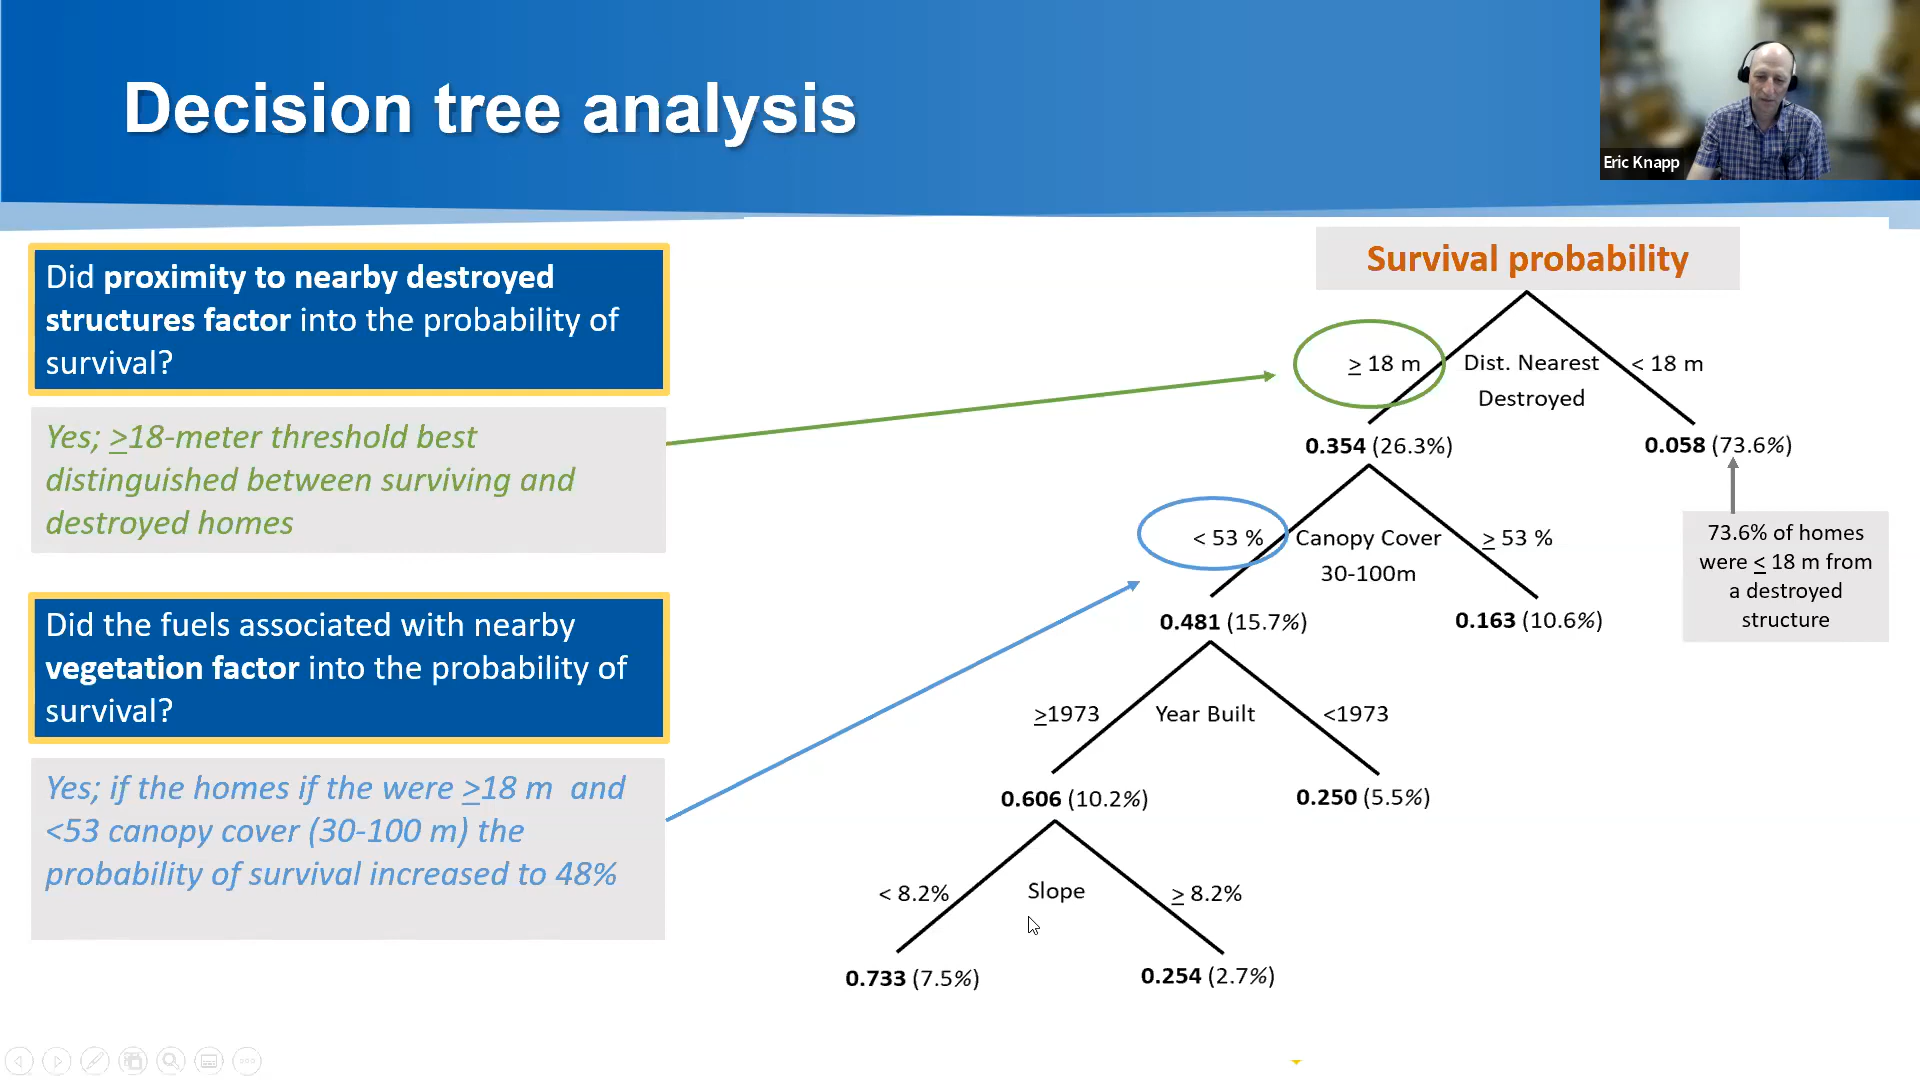 Decision tree analysis
Eric Knapp
Did proximity to nearby destroyed
structures factor into the probability of
survival?
Yes; ≥18-meter threshold best
distinguished between surviving and
destroyed homes
Did the fuels associated with nearby
vegetation factor into the probability of
survival?
Yes; if the homes if the were ≥18 m and
<53 canopy cover (30-100 m) the
probability of survival increased to 48%
Survival probability
≥ 18 m
Dist. Nearest
Destroyed
< 18 m
0.354 (26.3%)
0.058 (73.6%)
73.6% of homes
were ≤ 18 m from
a destroyed
structure
< 53 %
Canopy Cover
30-100m
≥ 53 %
0.481 (15.7%)
0.163 (10.6%)
≥1973
Year Built
<1973
0.606 (10.2%)
0.250 (5.5%)
< 8.2%
Slope
≥ 8.2%
0.733 (7.5%)
0.254 (2.7%)